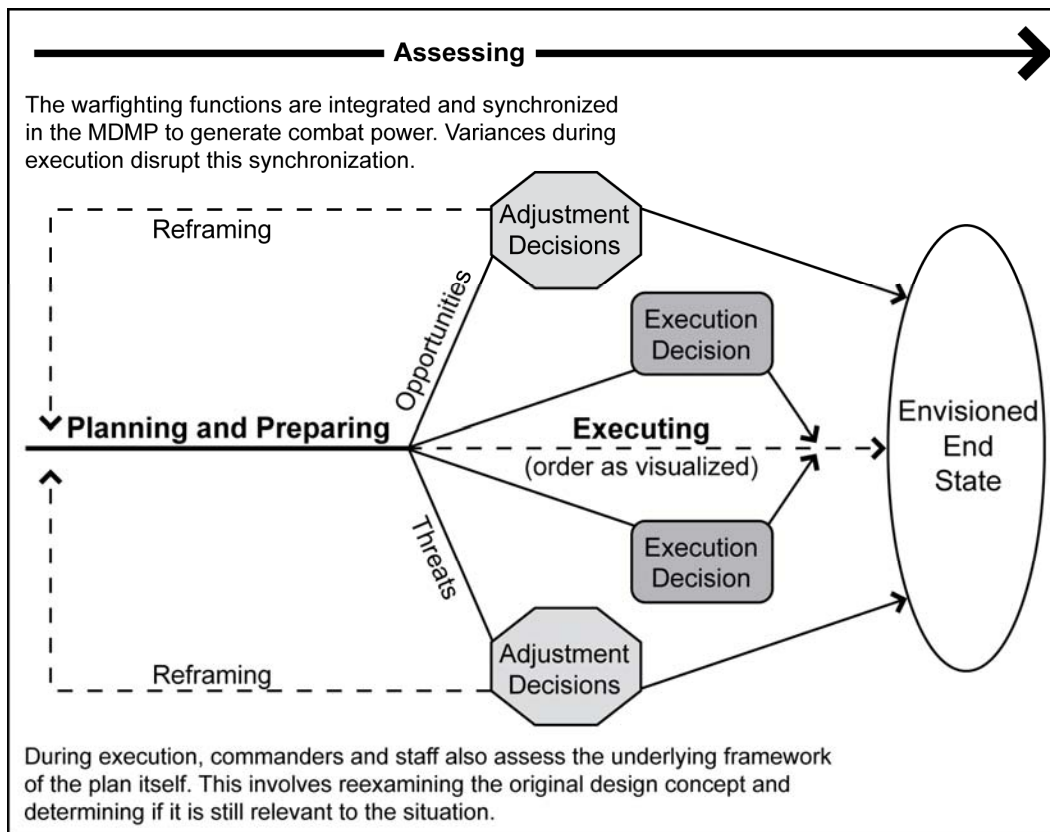 Assessing
The warfighting functions are integrated and synchronized
in the MDMP to generate combat power. Variances during
execution disrupt this synchronization.
Reframing
Adjustment
Decisions
Opportunities
Execution
Decision
Planning and Preparing
Executing
(order as visualized)
Envisioned
End
State
Threats
Execution
Decision
Reframing
Adjustment
Decisions
During execution, commanders and staff also assess the underlying framework
of the plan itself. This involves reexamining the original design concept and
determining if it is still relevant to the situation.